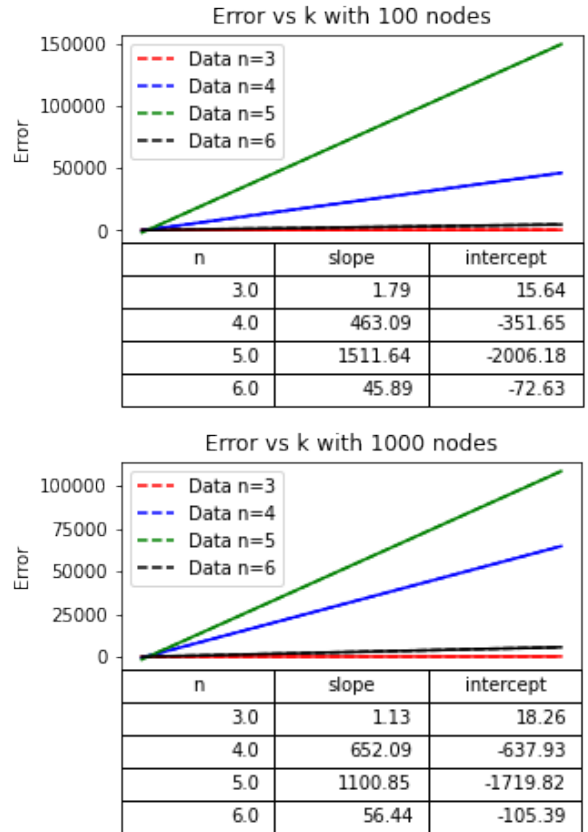 Error vs k with 100 nodes
150000
100000
50000
0
Error
Data n=3
Data n=4
Data n=5
Data n=6
n slope intercept
3.0 1.79 15.64
4.0 463.09 -351.65
5.0 1511.64 -2006.18
6.0 45.89 -72.63
Error vs k with 1000 nodes
100000
75000
50000
25000
0
Error
Data n=3
Data n=4
Data n=5
Data n=6
n slope intercept
3.0 1.13 18.26
4.0 652.09 -637.93
5.0 1100.85 -1719.82
6.0 56.44 -105.39